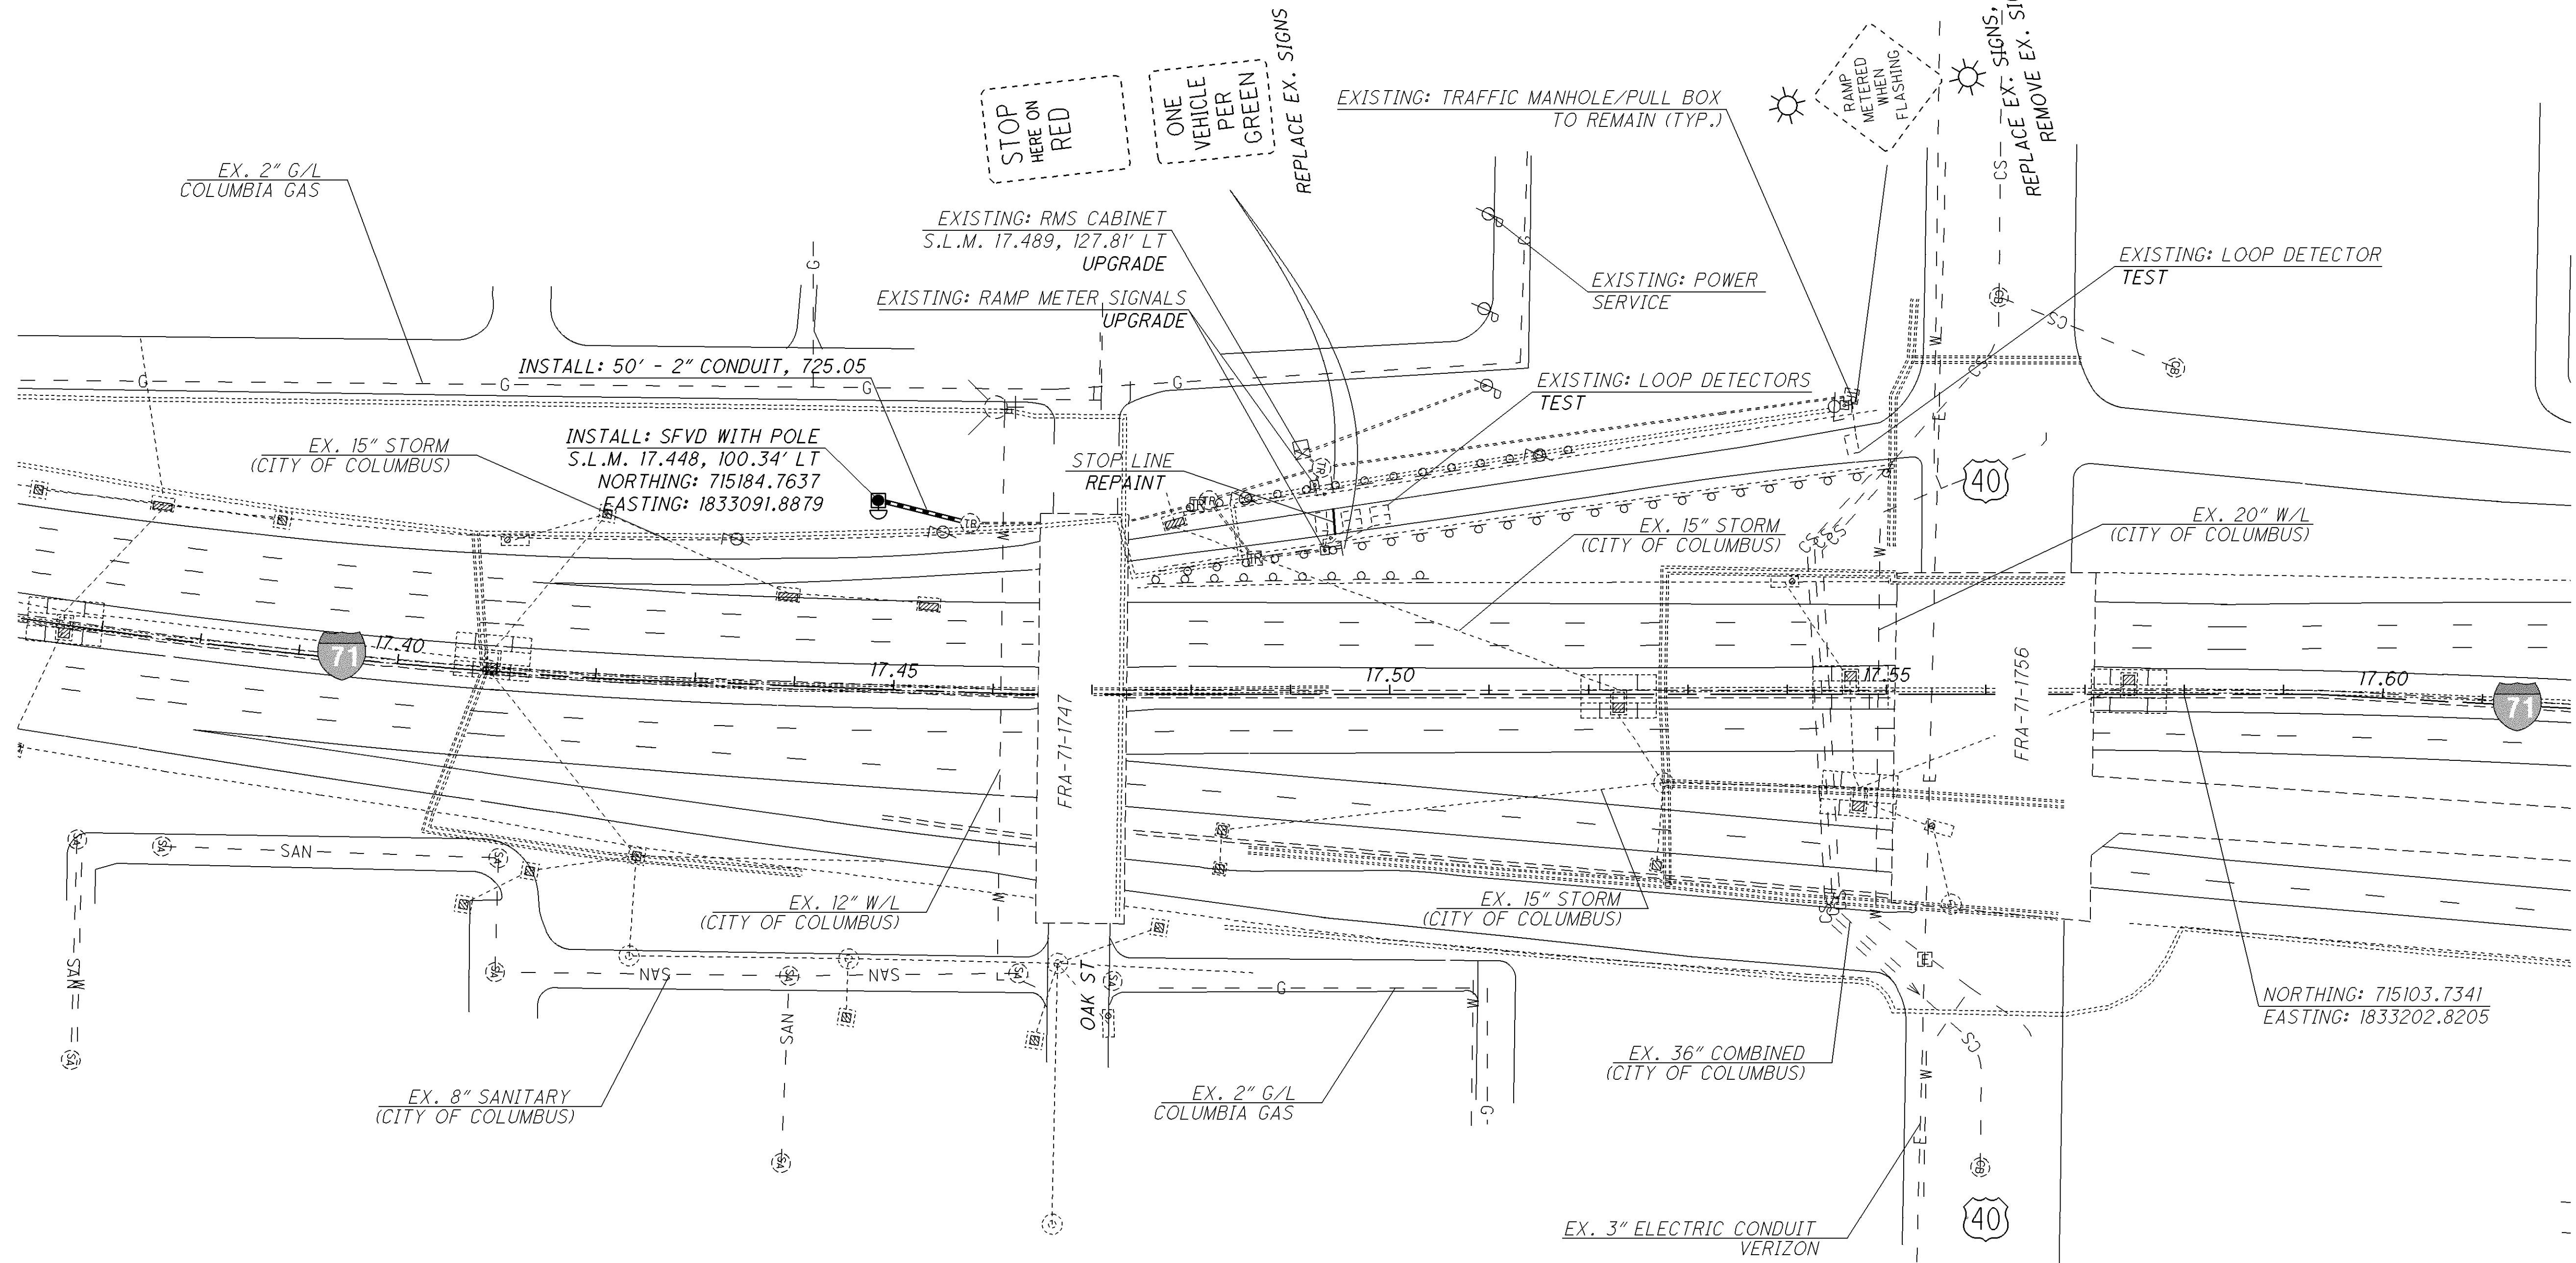 STOP
HERE ON
RED
ONE
VEHICLE
PER
GREEN
REPLACE EX. SIGNS
EXISTING: TRAFFIC MANHOLE/PULL BOX
TO REMAIN (TYP.)
RAMP
METERED
WHEN
FLASHING
REPLACE EX. SIGNS,
REMOVE EX.
EX. 2" G/L
COLUMBIA GAS
EXISTING: RMS CABINET
S.L.M. 17.489, 127.81' LT
UPGRADE
EXISTING: RAMP METER SIGNALS
UPGRADE
EXISTING: POWER
SERVICE
EXISTING: LOOP DETECTOR
TEST
INSTALL: 50' - 2" CONDUIT, 725.05
EXISTING: LOOP DETECTORS
TEST
EX. 15" STORM
(CITY OF COLUMBUS)
INSTALL: SFVD WITH POLE
S.L.M. 17.448, 100.34' LT
NORTHING: 715184.7637
EASTING: 1833091.8879
STOP LINE
REPAINT
40
EX. 15" STORM
(CITY OF COLUMBUS)
EX. 20" W/L
(CITY OF COLUMBUS)
71
17.40
17.45
17.50
17.55
17.60
71
FRA-71-1747
FRA-71-1756
SAN
SAN
EX. 12" W/L
(CITY OF COLUMBUS)
EX. 15" STORM
(CITY OF COLUMBUS)
SAN
SAN
SAN
OAK ST
NORTHING: 715103.7341
EASTING: 1833202.8205
EX. 8" SANITARY
(CITY OF COLUMBUS)
EX. 2" G/L
COLUMBIA GAS
EX. 36" COMBINED
(CITY OF COLUMBUS)
EX. 3" ELECTRIC CONDUIT
VERIZON
40